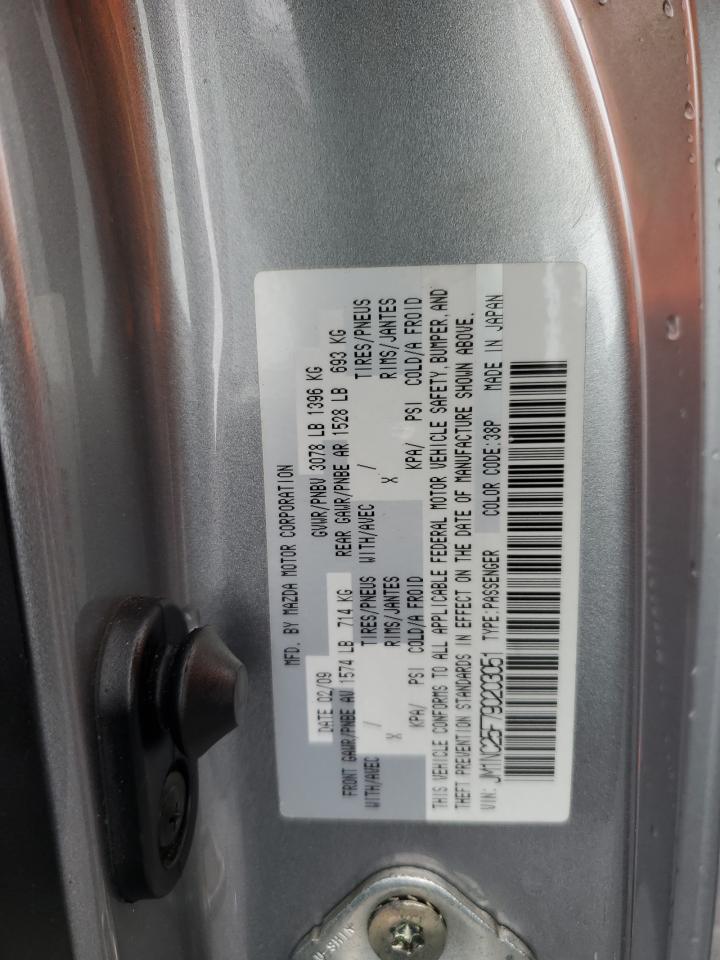 MFD. BY MAZDA MOTOR CORPORATION
DATE 02/09 GVWR/PNBV 3078 LB 1396 KG
FRONT GAWR/PNBE AV 1574 LB 714 KG REAR GAWR/PNBE AR 1528 LB 693 KG
WITH/AVEC / TIRES/PNEUS WITH/AVEC / TIRES/PNEUS
X RIMS/JANTES X RIMS/JANTES
KPA/ PSI COLD/A FROID KPA/ PSI COLD/A FROID
THIS VEHICLE CONFORMS TO ALL APPLICABLE FEDERAL MOTOR VEHICLE SAFETY, BUMPER, AND
THEFT PREVENTION STANDARDS IN EFFECT ON THE DATE OF MANUFACTURE SHOWN ABOVE.
VIN: JM1NC25F790203051 TYPE:PASSENGER COLOR CODE:38P MADE IN JAPAN